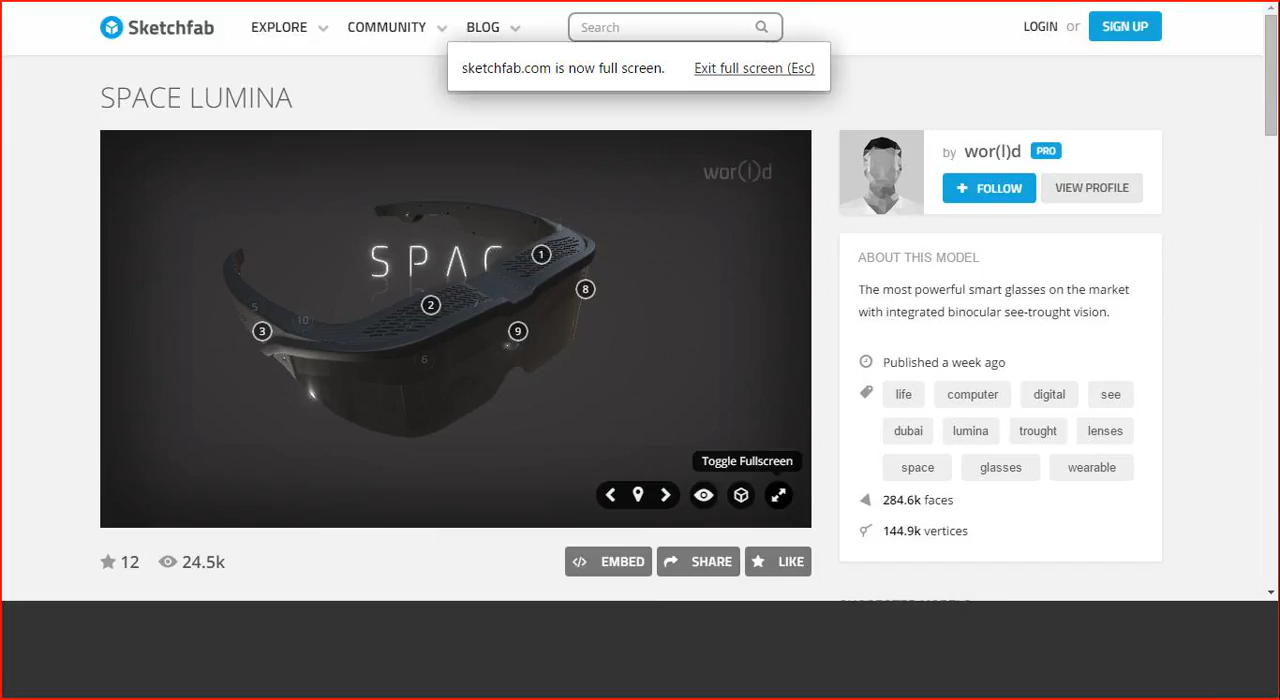 Sketchfab
EXPLORE
COMMUNITY
BLOG
Search
LOGIN or SIGN UP
sketchfab.com is now full screen. Exit full screen (Esc)
SPACE LUMINA
wor(l)d
SPAC
1
2
3
5
6
8
9
10
Toggle Fullscreen
12
24.5k
EMBED
SHARE
LIKE
by wor(l)d PRO
+ FOLLOW
VIEW PROFILE
ABOUT THIS MODEL
The most powerful smart glasses on the market
with integrated binocular see-trought vision.
Published a week ago
life computer digital see
dubai lumina trought lenses
space glasses wearable
284.6k faces
144.9k vertices
SUGGESTED MODELS